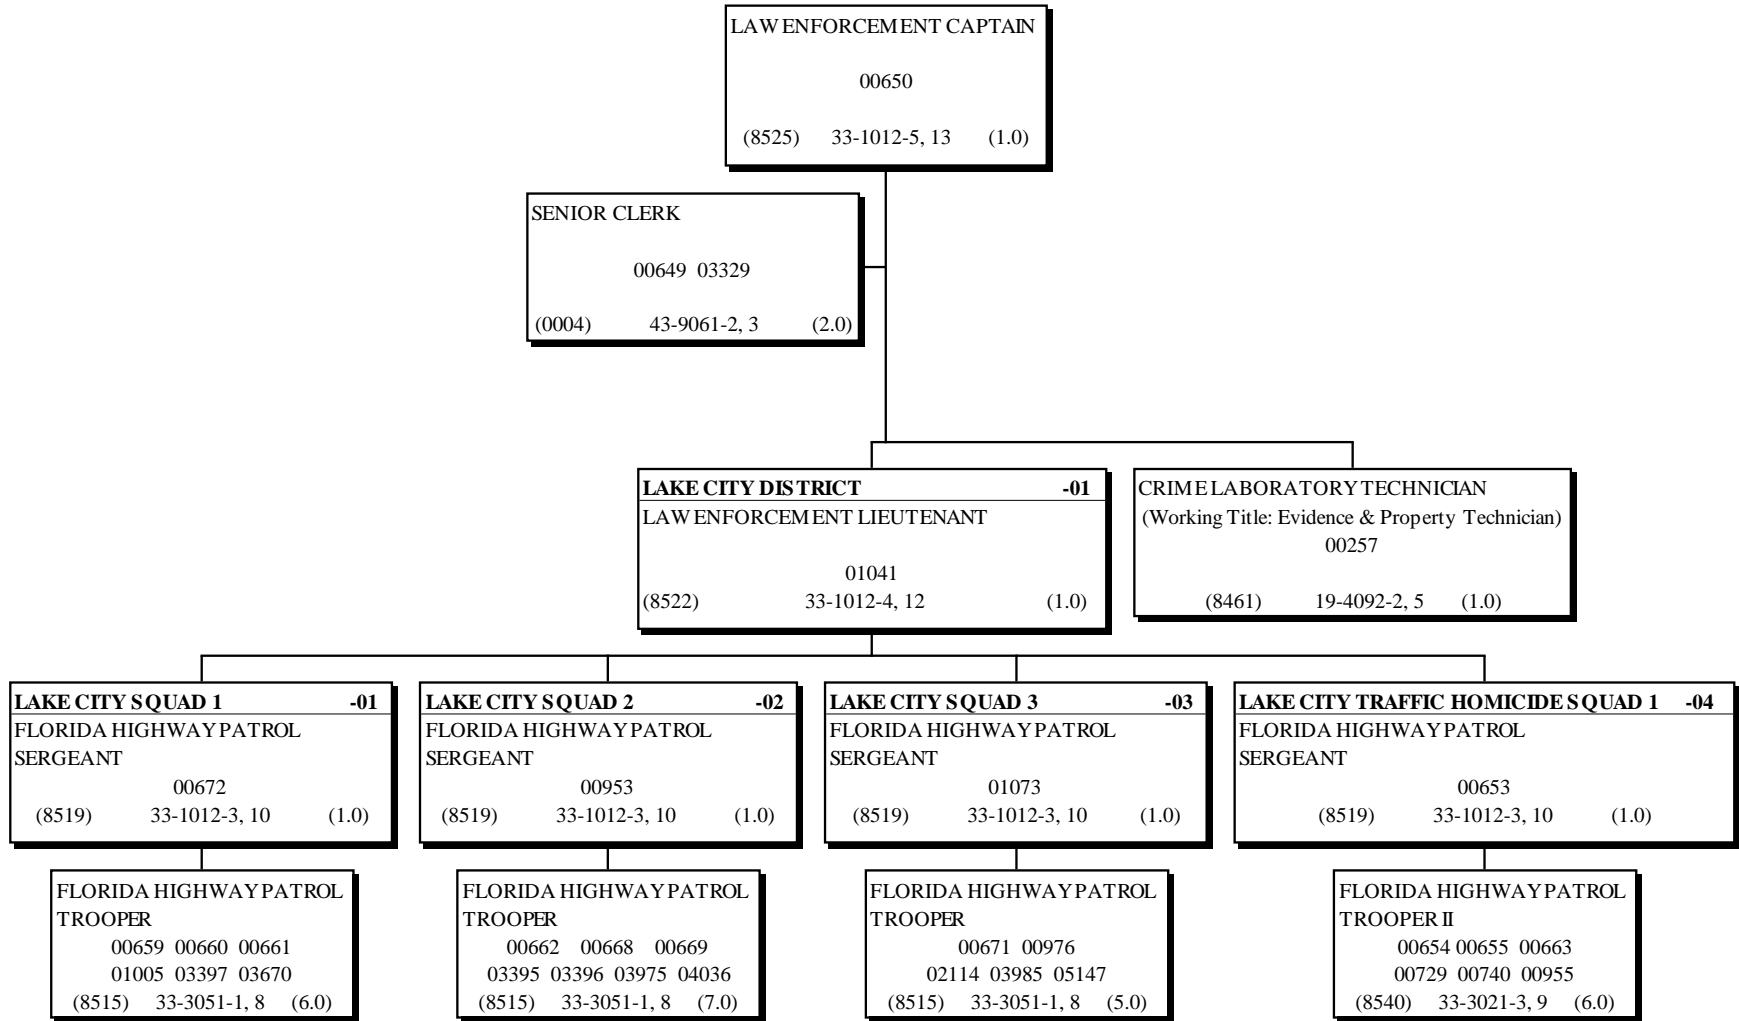 LAW ENFORCEMENT CAPTAIN
00650
(8525) 33-1012-5, 13 (1.0)
SENIOR CLERK
00649 03329
(0004) 43-9061-2, 3 (2.0)
LAKE CITY DISTRICT -01
LAW ENFORCEMENT LIEUTENANT
01041
(8522) 33-1012-4, 12 (1.0)
CRIME LABORATORY TECHNICIAN
(Working Title: Evidence & Property Technician)
00257
(8461) 19-4092-2, 5 (1.0)
LAKE CITY SQUAD 1 -01
FLORIDA HIGHWAY PATROL
SERGEANT
00672
(8519) 33-1012-3, 10 (1.0)
LAKE CITY SQUAD 2 -02
FLORIDA HIGHWAY PATROL
SERGEANT
00953
(8519) 33-1012-3, 10 (1.0)
LAKE CITY SQUAD 3 -03
FLORIDA HIGHWAY PATROL
SERGEANT
01073
(8519) 33-1012-3, 10 (1.0)
LAKE CITY TRAFFIC HOMICIDE SQUAD 1 -04
FLORIDA HIGHWAY PATROL
SERGEANT
00653
(8519) 33-1012-3, 10 (1.0)
FLORIDA HIGHWAY PATROL
TROOPER
00659 00660 00661
01005 03397 03670
(8515) 33-3051-1, 8 (6.0)
FLORIDA HIGHWAY PATROL
TROOPER
00662 00668 00669
03395 03396 03975 04036
(8515) 33-3051-1, 8 (7.0)
FLORIDA HIGHWAY PATROL
TROOPER
00671 00976
02114 03985 05147
(8515) 33-3051-1, 8 (5.0)
FLORIDA HIGHWAY PATROL
TROOPER II
00654 00655 00663
00729 00740 00955
(8540) 33-3021-3, 9 (6.0)